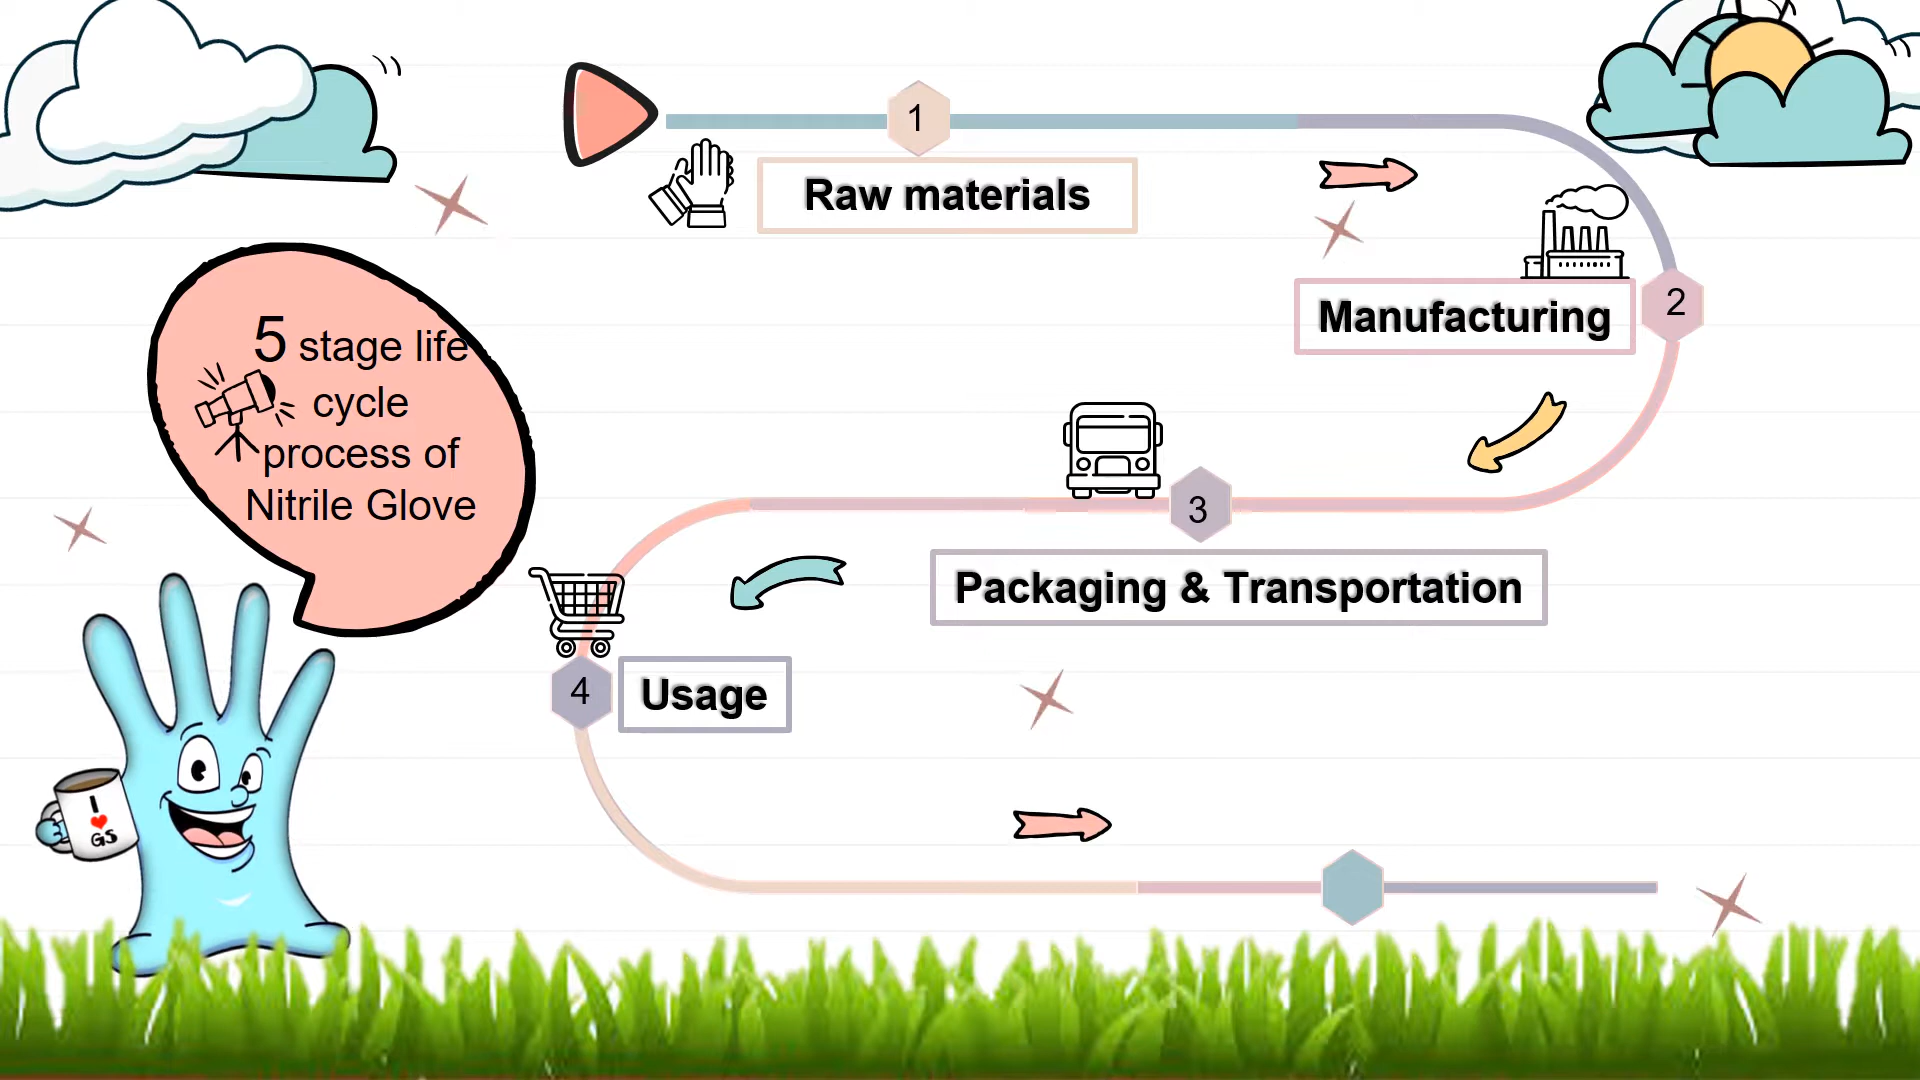 1
Raw materials
2
Manufacturing
5 stage life
cycle
process of
Nitrile Glove
3
Packaging & Transportation
4
Usage
I
GS